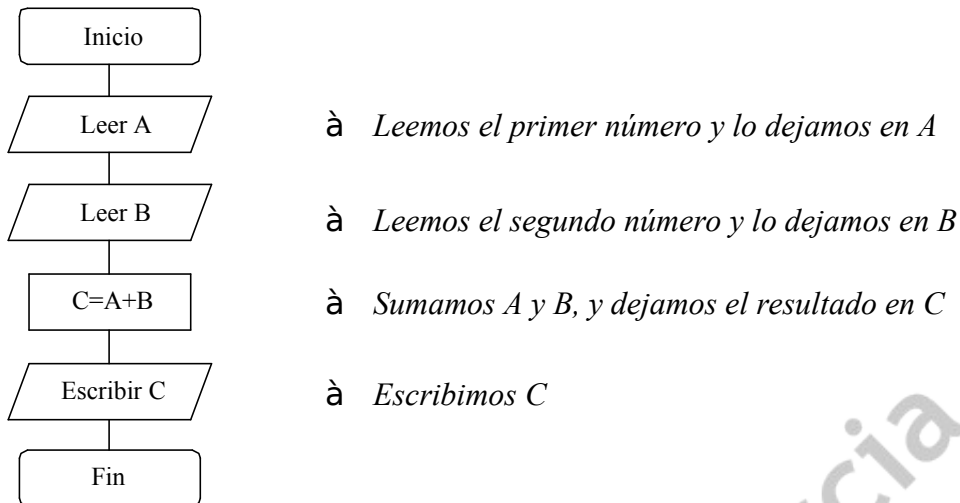 Inicio
Leer A
à Leemos el primer número y lo dejamos en A
Leer B
à Leemos el segundo número y lo dejamos en B
C=A+B
à Sumamos A y B, y dejamos el resultado en C
Escribir C
à Escribimos C
Fin